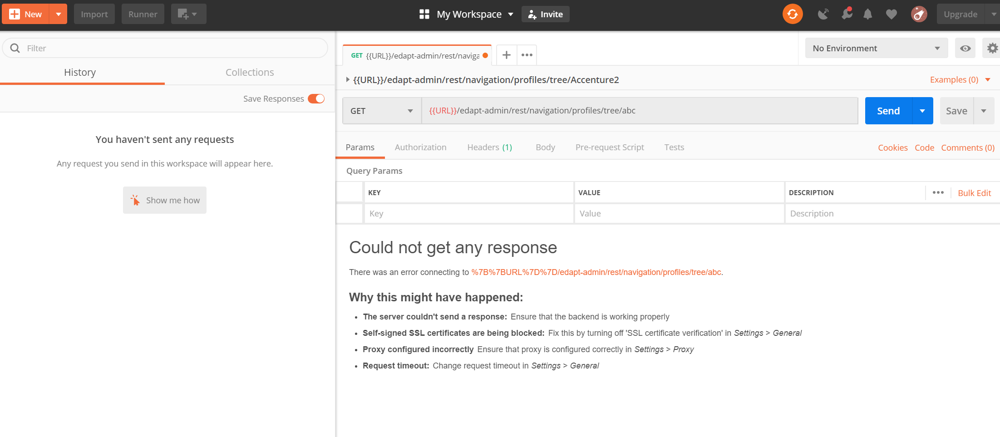 New Import Runner My Workspace Invite Upgrade
Filter
History Collections
Save Responses
You haven't sent any requests
Any request you send in this workspace will appear here.
Show me how
GET {{URL}}/edapt-admin/rest/naviga
No Environment
{{URL}}/edapt-admin/rest/navigation/profiles/tree/Accenture2
Examples (0)
GET {{URL}}/edapt-admin/rest/navigation/profiles/tree/abc Send Save
Params Authorization Headers (1) Body Pre-request Script Tests Cookies Code Comments (0)
Query Params
KEY VALUE DESCRIPTION Bulk Edit
Key Value Description
Could not get any response
There was an error connecting to %7B%7BURL%7D%7D/edapt-admin/rest/navigation/profiles/tree/abc.
Why this might have happened:
• The server couldn't send a response: Ensure that the backend is working properly
• Self-signed SSL certificates are being blocked: Fix this by turning off 'SSL certificate verification' in Settings > General
• Proxy configured incorrectly Ensure that proxy is configured correctly in Settings > Proxy
• Request timeout: Change request timeout in Settings > General